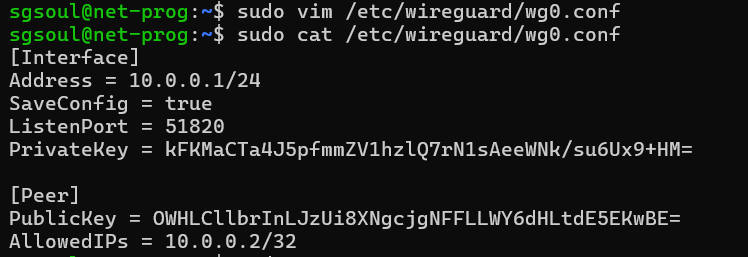 sgsoul@net-prog:~$ sudo vim /etc/wireguard/wg0.conf
sgsoul@net-prog:~$ sudo cat /etc/wireguard/wg0.conf
[Interface]
Address = 10.0.0.1/24
SaveConfig = true
ListenPort = 51820
PrivateKey = kFKMaCTa4J5pfmmZV1hzlQ7rN1sAeeWNk/su6Ux9+HM=
[Peer]
PublicKey = OWHLCllbrInLJzUi8XNgcjgNFFLLWY6dHLtdE5EKwBE=
AllowedIPs = 10.0.0.2/32